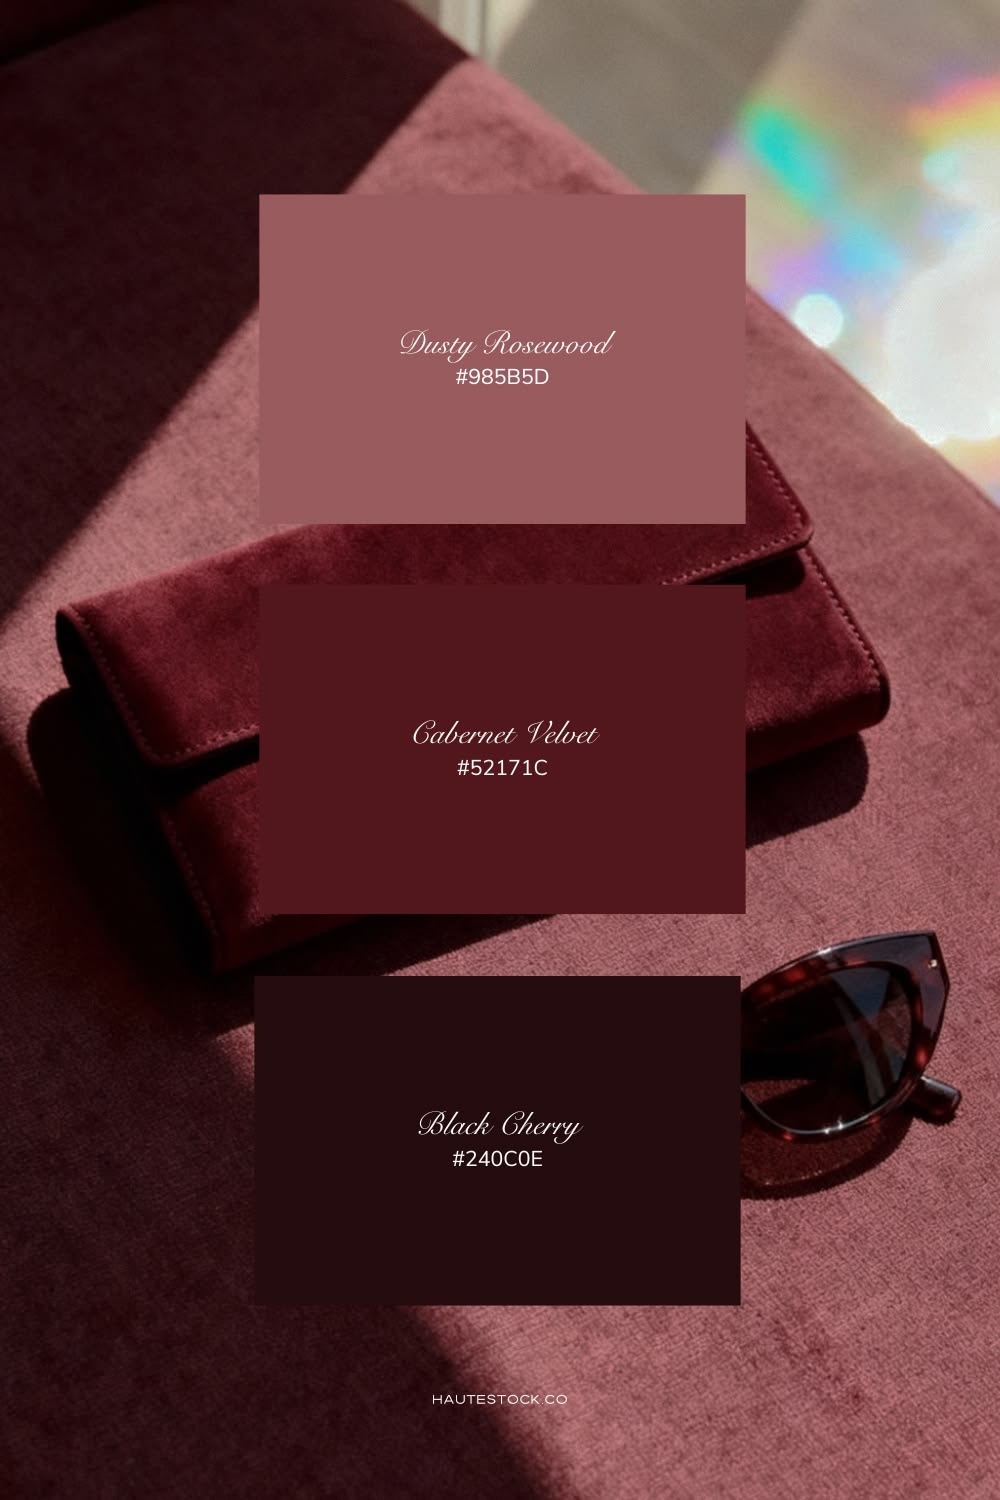 Dusty Rosewood
#985B5D
Cabernet Velvet
#52171C
Black Cherry
#240C0E
HAUTESTOCK.CO